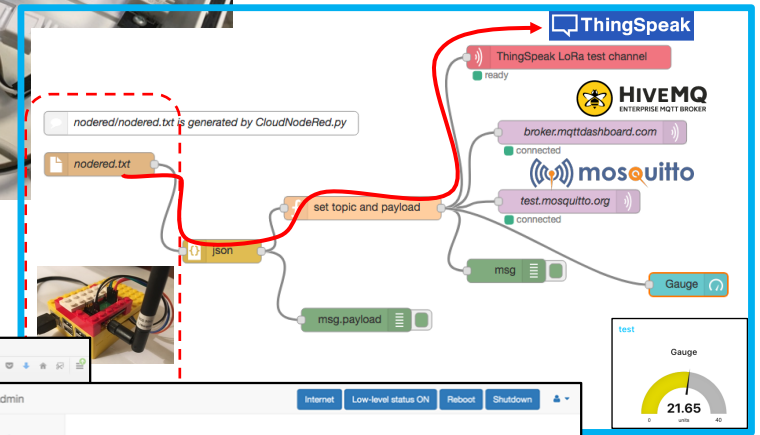 ThingSpeak
ThingSpeak LoRa test channel
ready
HIVEMQ
ENTERPRISE MQTT BROKER
nodered/nodered.txt is generated by CloudNodeRed.py
broker.mqttdashboard.com
connected
nodered.txt
mosquitto
set topic and payload
test.mosquitto.org
connected
{} json
msg
Gauge
msg.payload
test
Gauge
21.65
0 units 40
dmin
Internet Low-level status ON Reboot Shutdown